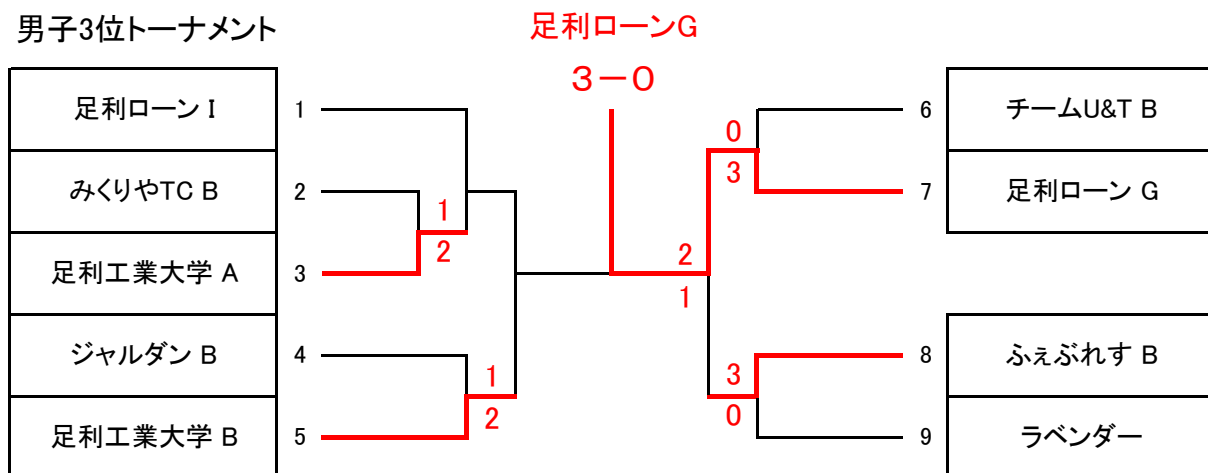 男子3位トーナメント
足利ローンG
3-0
足利ローン I
1
みくりやTC B
2
足利工業大学 A
3
ジャルダン B
4
足利工業大学 B
5
1
2
1
2
2
1
0
3
3
0
6
チームU&T B
7
足利ローン G
8
ふぇぶれす B
9
ラベンダー